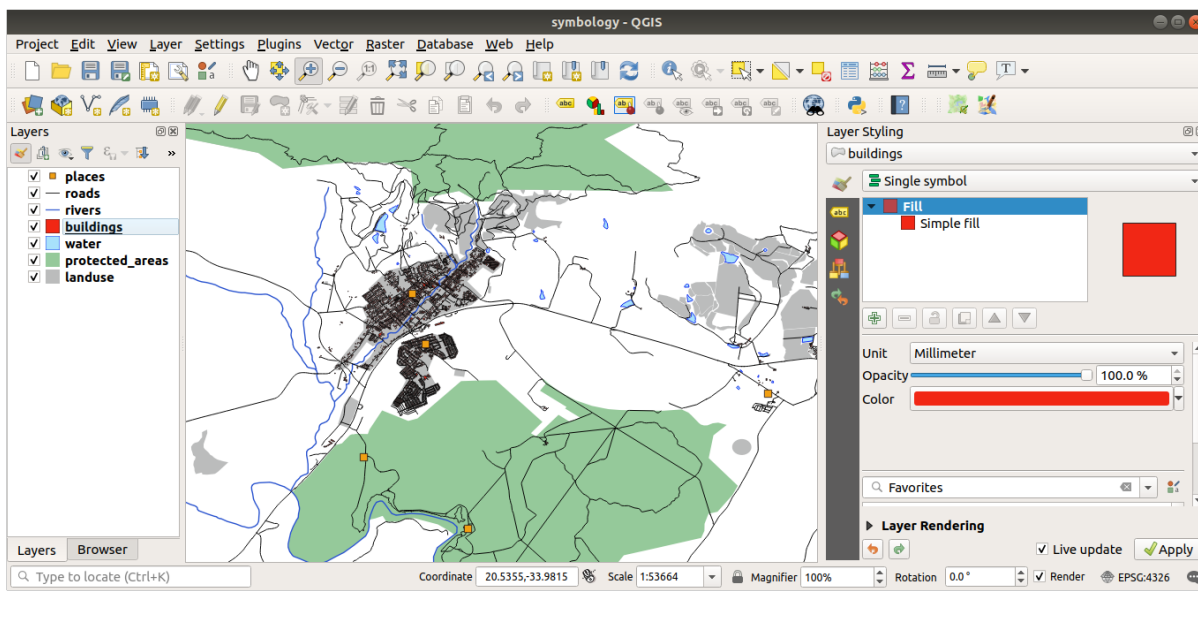 symbology - QGIS
Project Edit View Layer Settings Plugins Vector Raster Database Web Help
Layers
places
roads
rivers
buildings
water
protected_areas
landuse
Layers Browser
Layer Styling
buildings
Single symbol
Fill
Simple fill
Unit Millimeter
Opacity 100.0 %
Color
Favorites
Layer Rendering
Live update Apply
Type to locate (Ctrl+K) Coordinate 20.5355,-33.9815 Scale 1:53664 Magnifier 100% Rotation 0.0° Render EPSG:4326